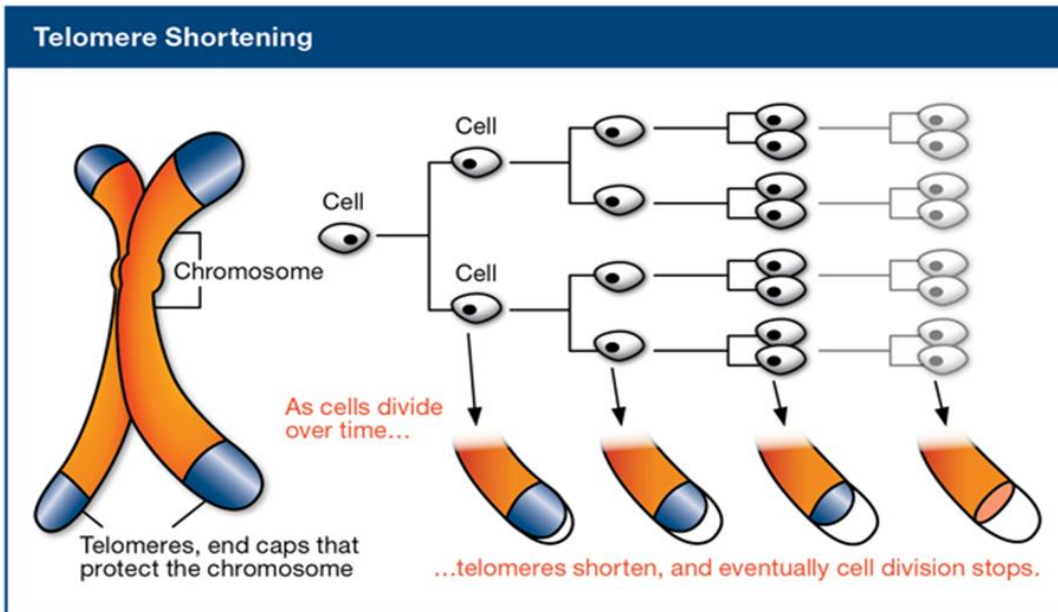 Telomere Shortening
Cell
Cell
Chromosome
Cell
As cells divide
over time…
Telomeres, end caps that
protect the chromosome
…telomeres shorten, and eventually cell division stops.